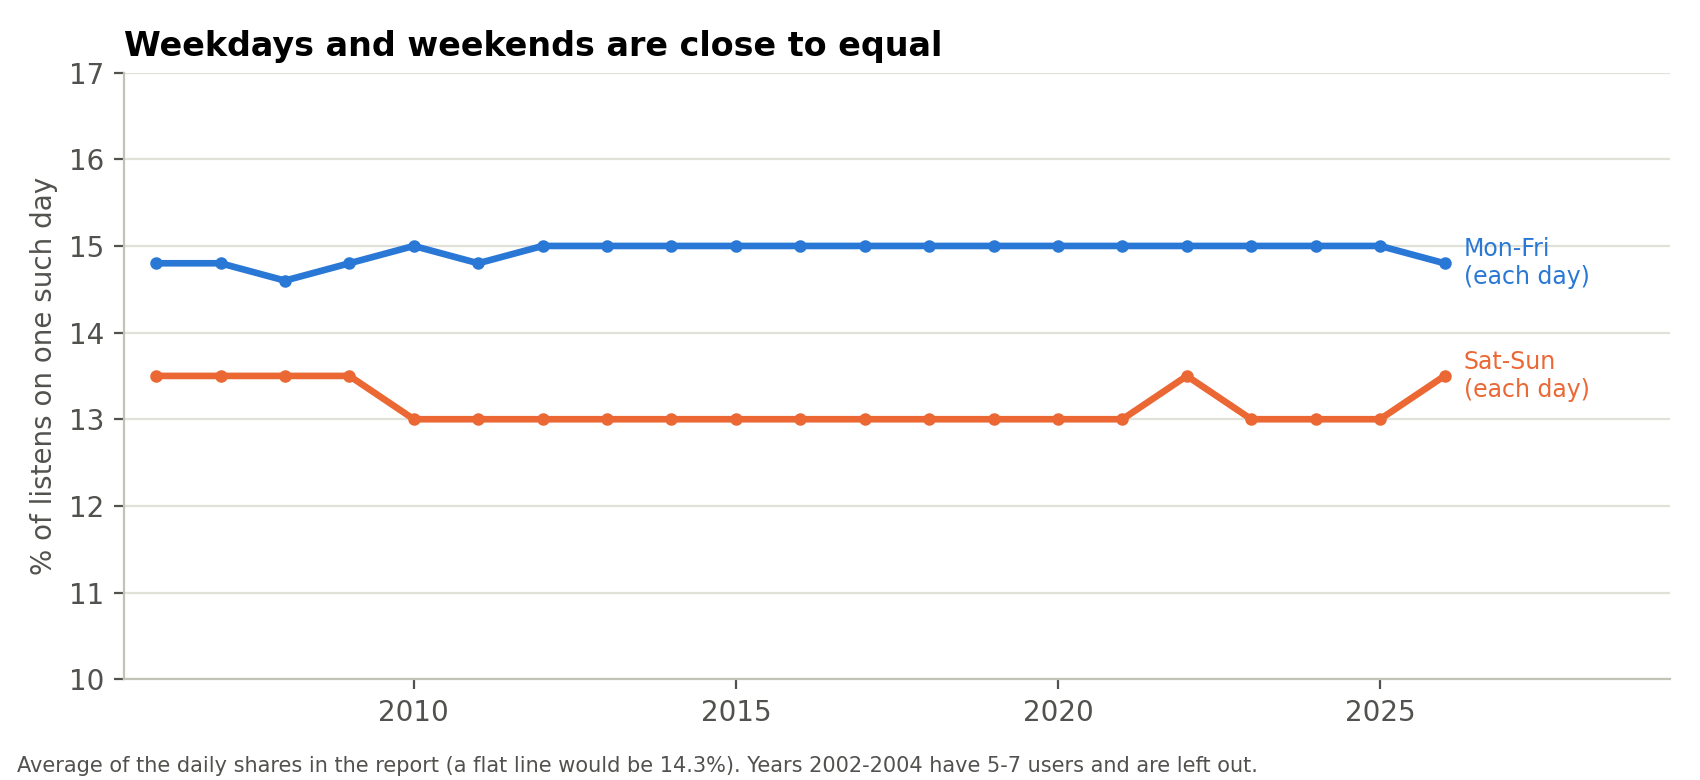 Weekdays and weekends are close to equal
% of listens on one such day
17
16
15
14
13
12
11
10
Mon-Fri
(each day)
Sat-Sun
(each day)
2010
2015
2020
2025
Average of the daily shares in the report (a flat line would be 14.3%). Years 2002-2004 have 5-7 users and are left out.